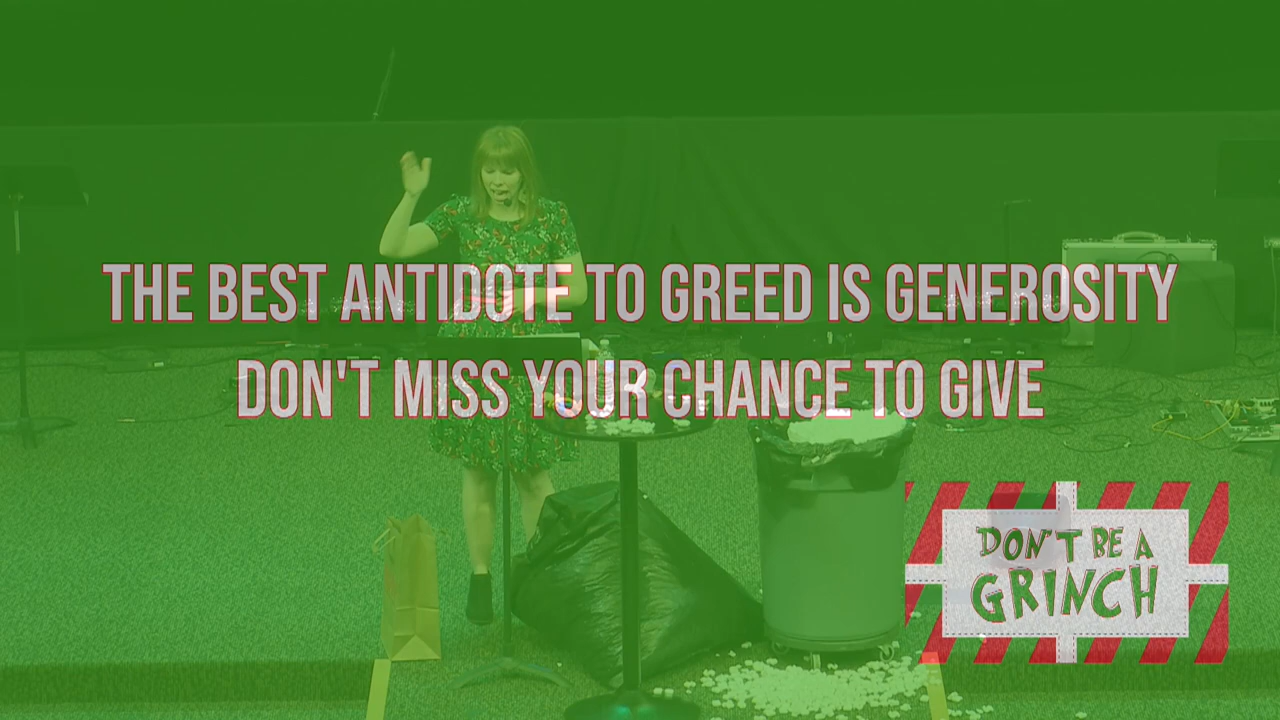 THE BEST ANTIDOTE TO GREED IS GENEROSITY
DON'T MISS YOUR CHANCE TO GIVE
DON'T BE A
GRINCH